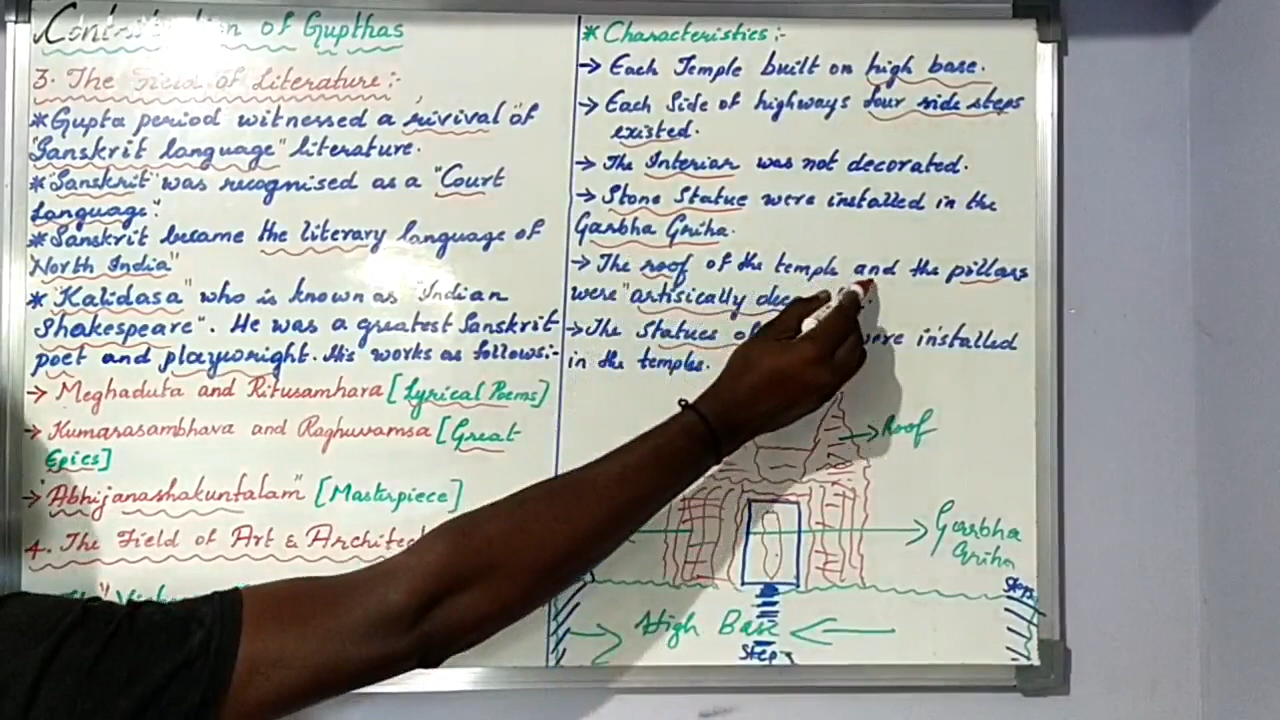 of Gupthas
3. The Field of Literature:-
*Gupta period witnessed a rivival of
"Sanskrit language" literature.
*"Sanskrit" was recognised as a "Court
Language".
*Sanskrit became the literary language of
North India"
* "Kalidasa" who is known as "Indian
Shakespeare". He was a greatest Sanskrit
poet and playwright. His works as follows:-
→ Meghaduta and Ritusamhara [Lyrical Poems]
→ Kumarasambhava and Raghuvamsa [Great
Epics]
→ "Abhijanashakuntalam" [Masterpiece]
4. The Field of Art &
* Characteristics:-
→ Each Temple built on high base.
→ Each Side of highways four side steps
existed.
→ The Interiar was not decorated.
→ Stone Statue were installed in the
Garbha Griha.
→ The roof of the temple and the pillars
were "artisically
→ The Statues installed
in the temples.
→ Roof
Garbha
Griha
Steps
High Base
Steps